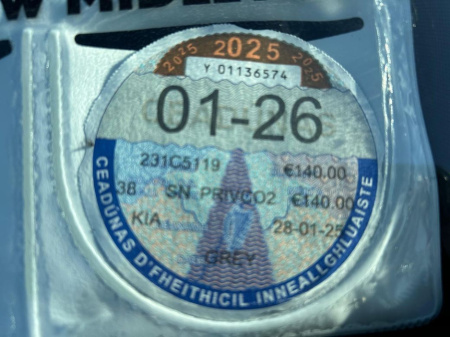 2025 2025 2025
Y 01136574
01-26
231C5119 €140.00
38 SN PRIVCO2 €140.00
KIA 28-01-25
GREY
CEADÚNAS D'FHEITHICIL INNEALLGHLUAISTE